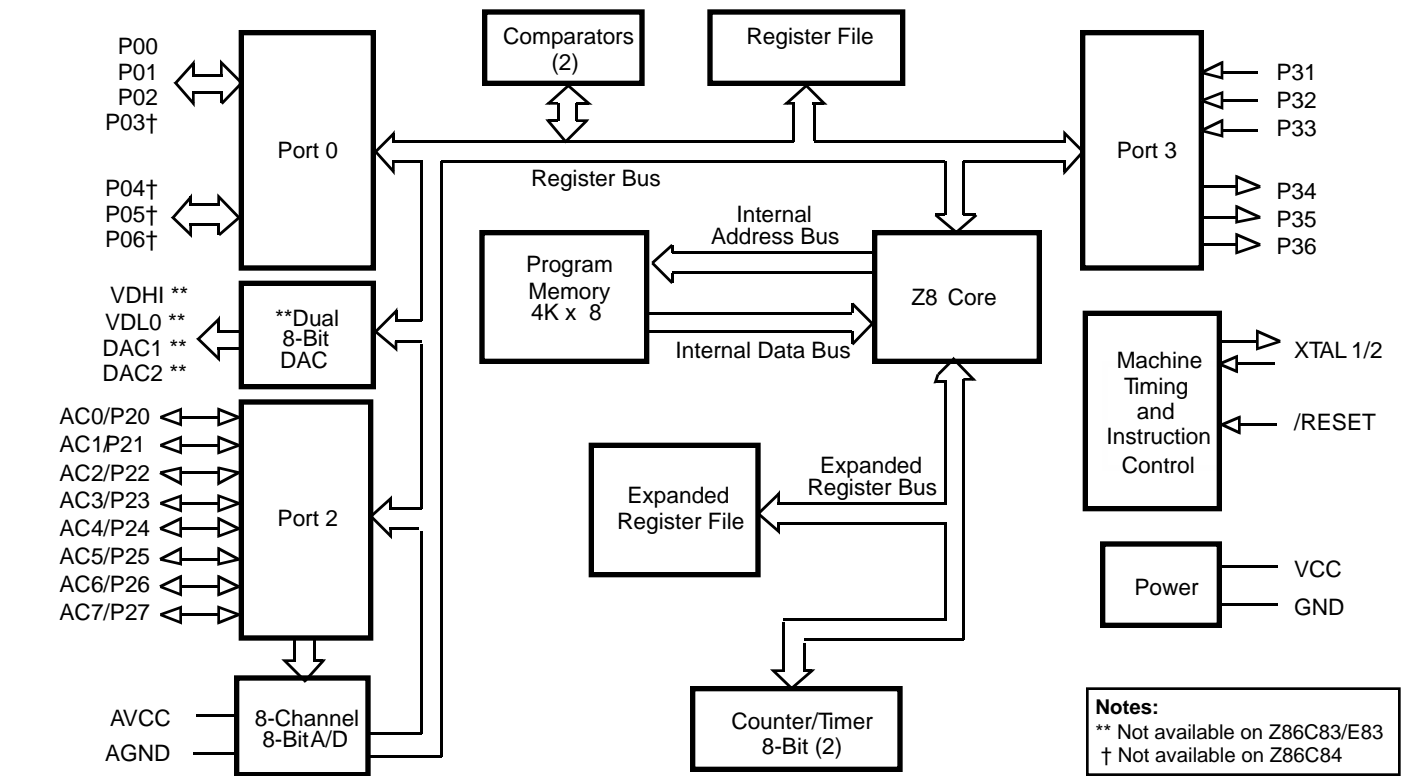 P00
P01
P02
P03†
P04†
P05†
P06†
Port 0
Comparators
(2)
Register File
Port 3
P31
P32
P33
P34
P35
P36
Register Bus
Internal
Address Bus
Program
Memory
4K x 8
Z8 Core
Internal Data Bus
VDHI **
VDL0 **
DAC1 **
DAC2 **
**Dual
8-Bit
DAC
Machine
Timing
and
Instruction
Control
XTAL 1/2
/RESET
AC0/P20
AC1/P21
AC2/P22
AC3/P23
AC4/P24
AC5/P25
AC6/P26
AC7/P27
Port 2
Expanded
Register Bus
Expanded
Register File
Power
VCC
GND
AVCC
AGND
8-Channel
8-Bit A/D
Counter/Timer
8-Bit (2)
Notes:
** Not available on Z86C83/E83
† Not available on Z86C84